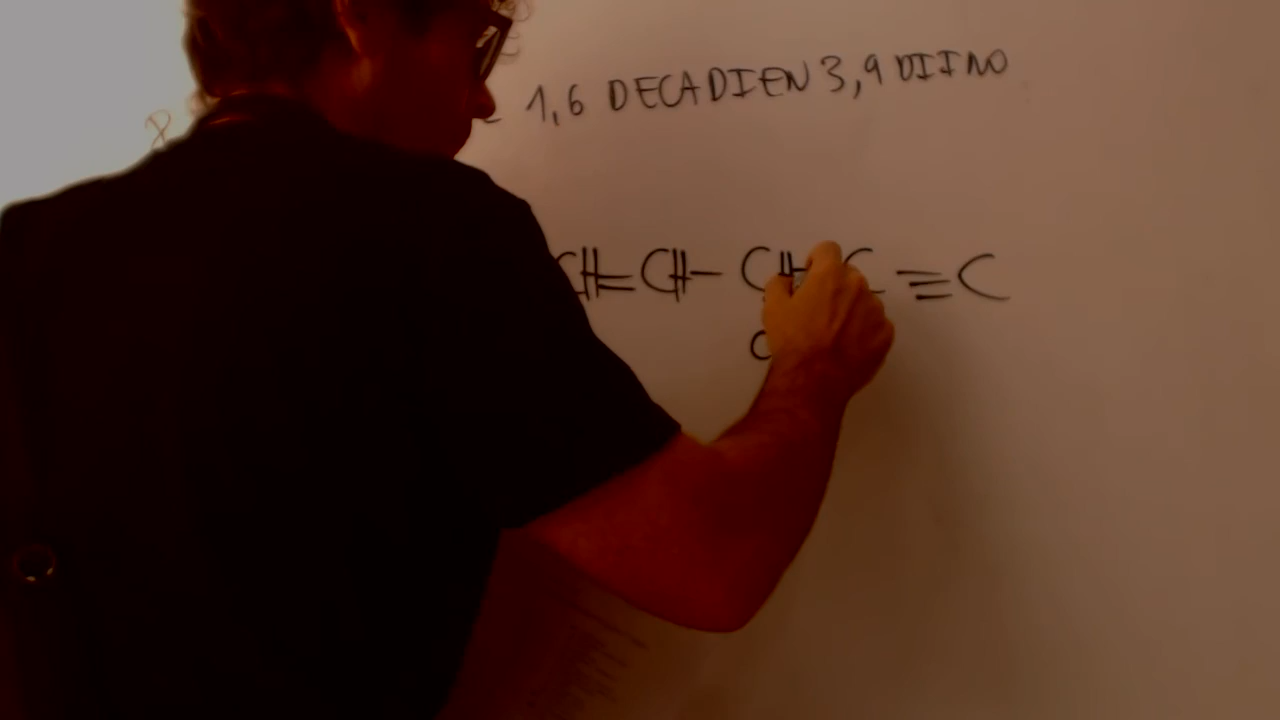 1,6 DECADIEN 3,9 DIINO
CH=CH-CH C≡C
C